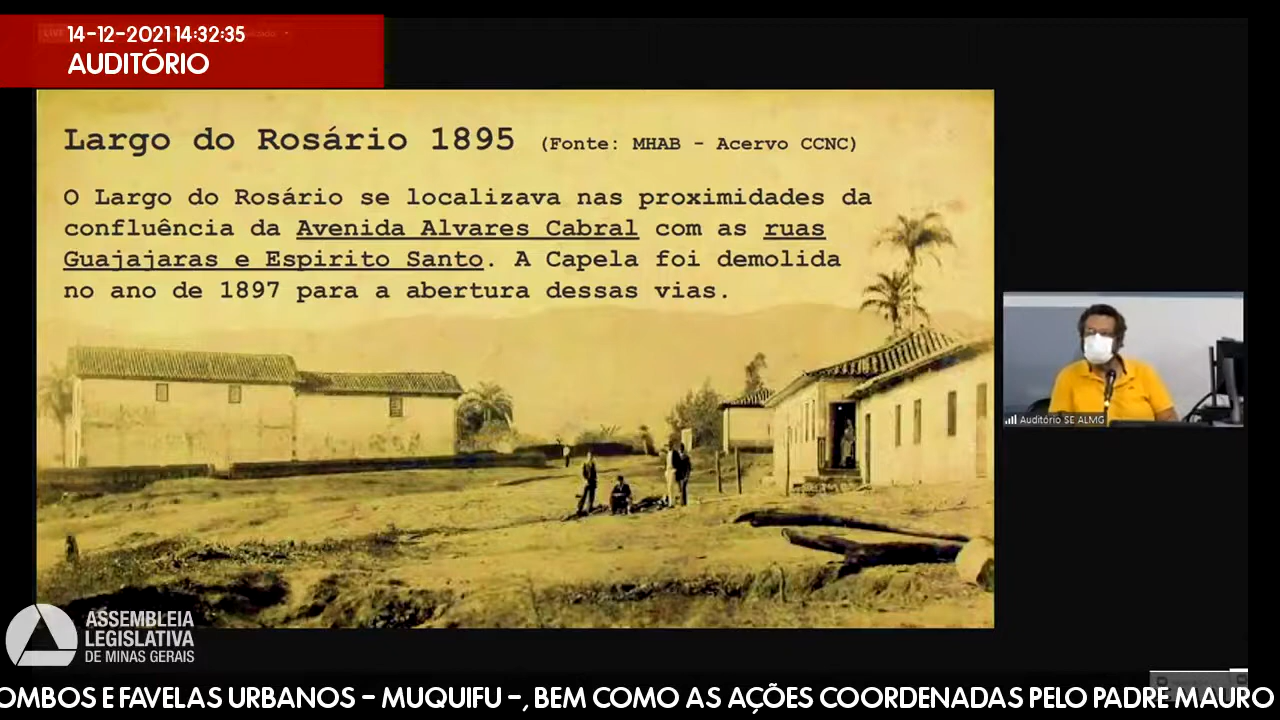 14-12-2021 14:32:35
AUDITÓRIO
Largo do Rosário 1895 (Fonte: MHAB - Acervo CCNC)
O Largo do Rosário se localizava nas proximidades da
confluência da Avenida Alvares Cabral com as ruas
Guajajaras e Espirito Santo. A Capela foi demolida
no ano de 1897 para a abertura dessas vias.
Auditório SE ALMG
ASSEMBLEIA
LEGISLATIVA
DE MINAS GERAIS
OMBOS E FAVELAS URBANOS - MUQUIFU -, BEM COMO AS AÇÕES COORDENADAS PELO PADRE MAURO